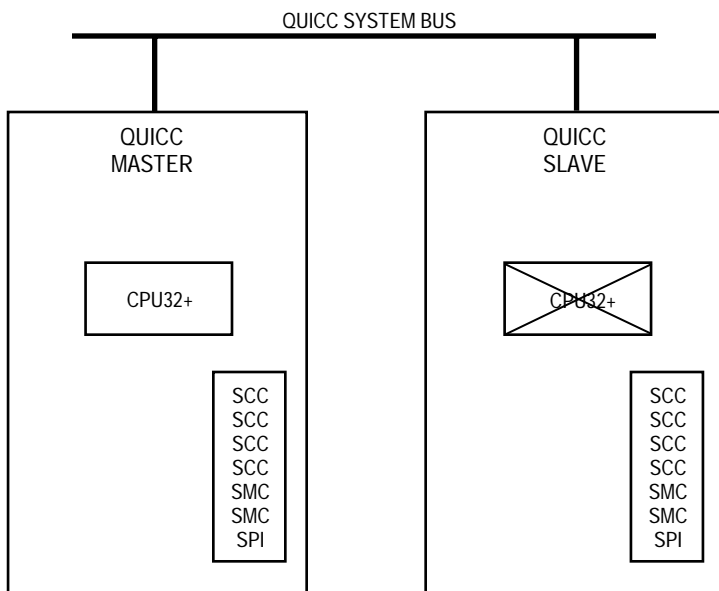 QUICC SYSTEM BUS
QUICC
MASTER
CPU32+
SCC
SCC
SCC
SCC
SMC
SMC
SPI
QUICC
SLAVE
CPU32+
SCC
SCC
SCC
SCC
SMC
SMC
SPI